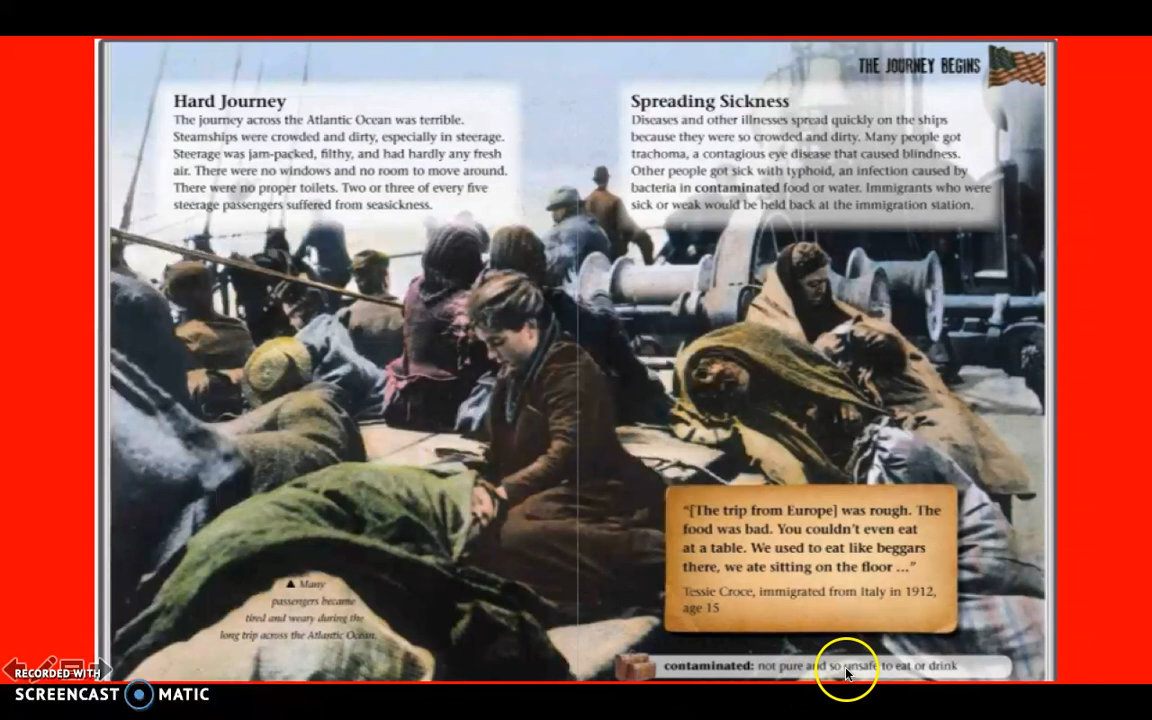 THE JOURNEY BEGINS
Hard Journey
The journey across the Atlantic Ocean was terrible.
Steamships were crowded and dirty, especially in steerage.
Steerage was jam-packed, filthy, and had hardly any fresh
air. There were no windows and no room to move around.
There were no proper toilets. Two or three of every five
steerage passengers suffered from seasickness.
Spreading Sickness
Diseases and other illnesses spread quickly on the ships
because they were so crowded and dirty. Many people got
trachoma, a contagious eye disease that caused blindness.
Other people got sick with typhoid, an infection caused by
bacteria in contaminated food or water. Immigrants who were
sick or weak would be held back at the immigration station.
▲ Many
passengers became
tired and weary during the
long trip across the Atlantic Ocean.
"[The trip from Europe] was rough. The
food was bad. You couldn't even eat
at a table. We used to eat like beggars
there, we ate sitting on the floor ..."
Tessie Croce, immigrated from Italy in 1912,
age 15
contaminated: not pure and so unsafe to eat or drink
RECORDED WITH
SCREENCAST MATIC